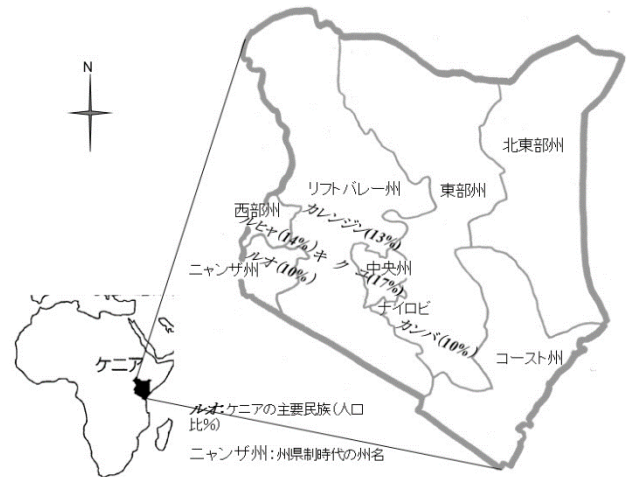 N
北東部州
リフトバレー州
東部州
西部州
カレンジン(13%)
ルヒャ(14%)
キクユ(17%)
中央州
ニャンザ州
ルオ(10%)
ナイロビ
カンバ(10%)
コースト州
ケニア
ルオ:ケニアの主要民族(人口
比%)
ニャンザ州:州県制時代の州名